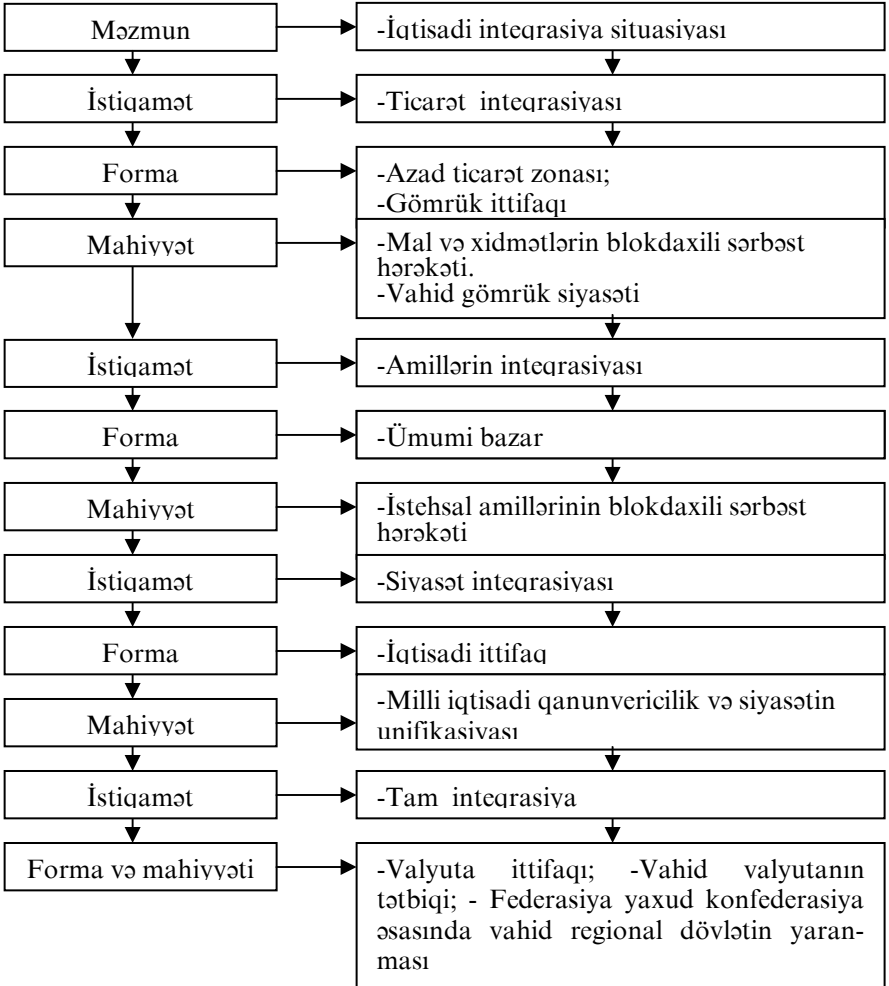 Məzmun
-İqtisadi inteqrasiya situasiyası
İstiqamət
-Ticarət inteqrasiyası
Forma
-Azad ticarət zonası;
-Gömrük ittifaqı
Mahiyyət
-Mal və xidmətlərin blokdaxili sərbəst
hərəkəti.
-Vahid gömrük siyasəti
İstiqamət
-Amillərin inteqrasiyası
Forma
-Ümumi bazar
Mahiyyət
-İstehsal amillərinin blokdaxili sərbəst
hərəkəti
İstiqamət
-Siyasət inteqrasiyası
Forma
-İqtisadi ittifaq
Mahiyyət
-Milli iqtisadi qanunvericilik və siyasətin
unifikasiyası
İstiqamət
-Tam inteqrasiya
Forma və mahiyyəti
-Valyuta ittifaqı; -Vahid valyutanın
tətbiqi; - Federasiya yaxud konfederasiya
əsasında vahid regional dövlətin yaran-
ması